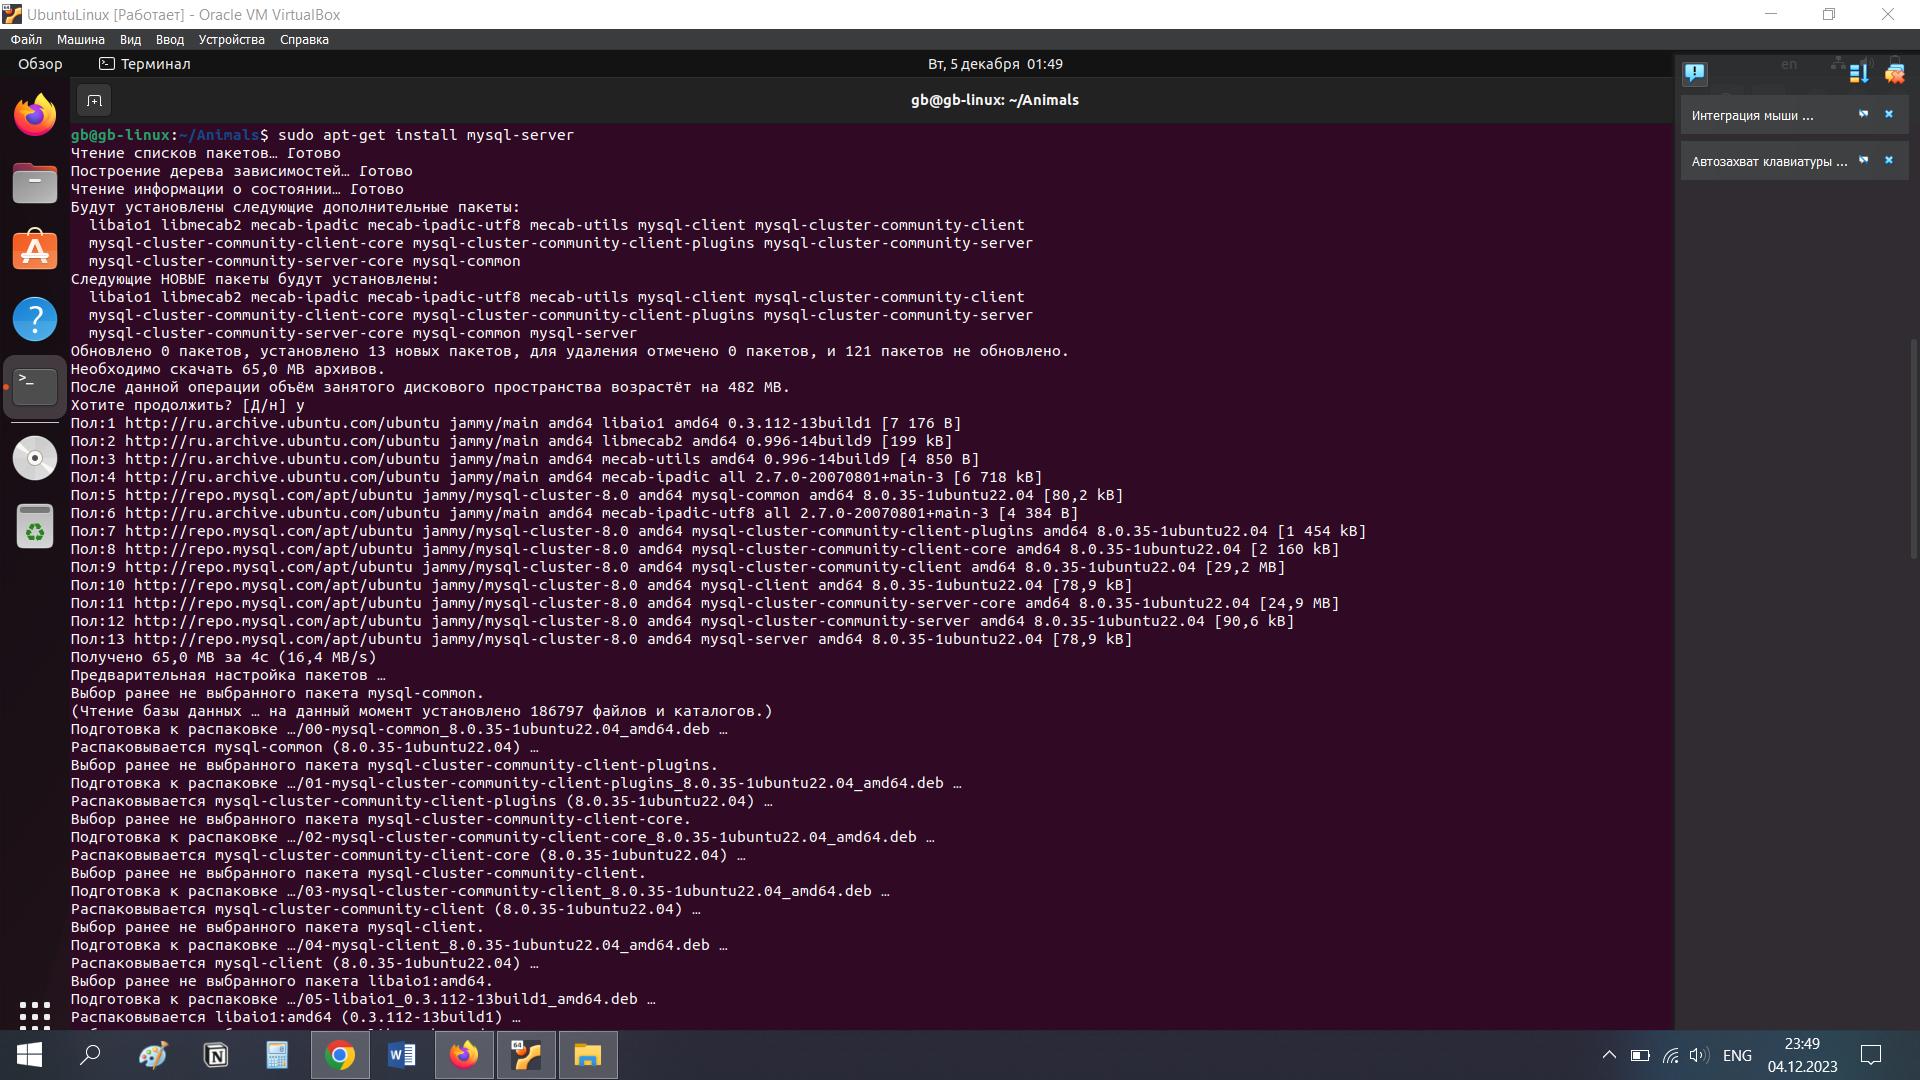 UbuntuLinux [Работает] - Oracle VM VirtualBox
Файл Машина Вид Ввод Устройства Справка
Обзор Терминал Вт, 5 декабря 01:49 en
gb@gb-linux: ~/Animals
Интеграция мыши ...
Автозахват клавиатуры ...
gb@gb-linux:~/Animals$ sudo apt-get install mysql-server
Чтение списков пакетов… Готово
Построение дерева зависимостей… Готово
Чтение информации о состоянии… Готово
Будут установлены следующие дополнительные пакеты:
libaio1 libmecab2 mecab-ipadic mecab-ipadic-utf8 mecab-utils mysql-client mysql-cluster-community-client
mysql-cluster-community-client-core mysql-cluster-community-client-plugins mysql-cluster-community-server
mysql-cluster-community-server-core mysql-common
Следующие НОВЫЕ пакеты будут установлены:
libaio1 libmecab2 mecab-ipadic mecab-ipadic-utf8 mecab-utils mysql-client mysql-cluster-community-client
mysql-cluster-community-client-core mysql-cluster-community-client-plugins mysql-cluster-community-server
mysql-cluster-community-server-core mysql-common mysql-server
Обновлено 0 пакетов, установлено 13 новых пакетов, для удаления отмечено 0 пакетов, и 121 пакетов не обновлено.
Необходимо скачать 65,0 MB архивов.
После данной операции объём занятого дискового пространства возрастёт на 482 MB.
Хотите продолжить? [Д/н] y
Пол:1 http://ru.archive.ubuntu.com/ubuntu jammy/main amd64 libaio1 amd64 0.3.112-13build1 [7 176 B]
Пол:2 http://ru.archive.ubuntu.com/ubuntu jammy/main amd64 libmecab2 amd64 0.996-14build9 [199 kB]
Пол:3 http://ru.archive.ubuntu.com/ubuntu jammy/main amd64 mecab-utils amd64 0.996-14build9 [4 850 B]
Пол:4 http://ru.archive.ubuntu.com/ubuntu jammy/main amd64 mecab-ipadic all 2.7.0-20070801+main-3 [6 718 kB]
Пол:5 http://repo.mysql.com/apt/ubuntu jammy/mysql-cluster-8.0 amd64 mysql-common amd64 8.0.35-1ubuntu22.04 [80,2 kB]
Пол:6 http://ru.archive.ubuntu.com/ubuntu jammy/main amd64 mecab-ipadic-utf8 all 2.7.0-20070801+main-3 [4 384 B]
Пол:7 http://repo.mysql.com/apt/ubuntu jammy/mysql-cluster-8.0 amd64 mysql-cluster-community-client-plugins amd64 8.0.35-1ubuntu22.04 [1 454 kB]
Пол:8 http://repo.mysql.com/apt/ubuntu jammy/mysql-cluster-8.0 amd64 mysql-cluster-community-client-core amd64 8.0.35-1ubuntu22.04 [2 160 kB]
Пол:9 http://repo.mysql.com/apt/ubuntu jammy/mysql-cluster-8.0 amd64 mysql-cluster-community-client amd64 8.0.35-1ubuntu22.04 [29,2 MB]
Пол:10 http://repo.mysql.com/apt/ubuntu jammy/mysql-cluster-8.0 amd64 mysql-client amd64 8.0.35-1ubuntu22.04 [78,9 kB]
Пол:11 http://repo.mysql.com/apt/ubuntu jammy/mysql-cluster-8.0 amd64 mysql-cluster-community-server-core amd64 8.0.35-1ubuntu22.04 [24,9 MB]
Пол:12 http://repo.mysql.com/apt/ubuntu jammy/mysql-cluster-8.0 amd64 mysql-cluster-community-server amd64 8.0.35-1ubuntu22.04 [90,6 kB]
Пол:13 http://repo.mysql.com/apt/ubuntu jammy/mysql-cluster-8.0 amd64 mysql-server amd64 8.0.35-1ubuntu22.04 [78,9 kB]
Получено 65,0 MB за 4с (16,4 MB/s)
Предварительная настройка пакетов …
Выбор ранее не выбранного пакета mysql-common.
(Чтение базы данных … на данный момент установлено 186797 файлов и каталогов.)
Подготовка к распаковке …/00-mysql-common_8.0.35-1ubuntu22.04_amd64.deb …
Распаковывается mysql-common (8.0.35-1ubuntu22.04) …
Выбор ранее не выбранного пакета mysql-cluster-community-client-plugins.
Подготовка к распаковке …/01-mysql-cluster-community-client-plugins_8.0.35-1ubuntu22.04_amd64.deb …
Распаковывается mysql-cluster-community-client-plugins (8.0.35-1ubuntu22.04) …
Выбор ранее не выбранного пакета mysql-cluster-community-client-core.
Подготовка к распаковке …/02-mysql-cluster-community-client-core_8.0.35-1ubuntu22.04_amd64.deb …
Распаковывается mysql-cluster-community-client-core (8.0.35-1ubuntu22.04) …
Выбор ранее не выбранного пакета mysql-cluster-community-client.
Подготовка к распаковке …/03-mysql-cluster-community-client_8.0.35-1ubuntu22.04_amd64.deb …
Распаковывается mysql-cluster-community-client (8.0.35-1ubuntu22.04) …
Выбор ранее не выбранного пакета mysql-client.
Подготовка к распаковке …/04-mysql-client_8.0.35-1ubuntu22.04_amd64.deb …
Распаковывается mysql-client (8.0.35-1ubuntu22.04) …
Выбор ранее не выбранного пакета libaio1:amd64.
Подготовка к распаковке …/05-libaio1_0.3.112-13build1_amd64.deb …
Распаковывается libaio1:amd64 (0.3.112-13build1) …
ENG
23:49
04.12.2023